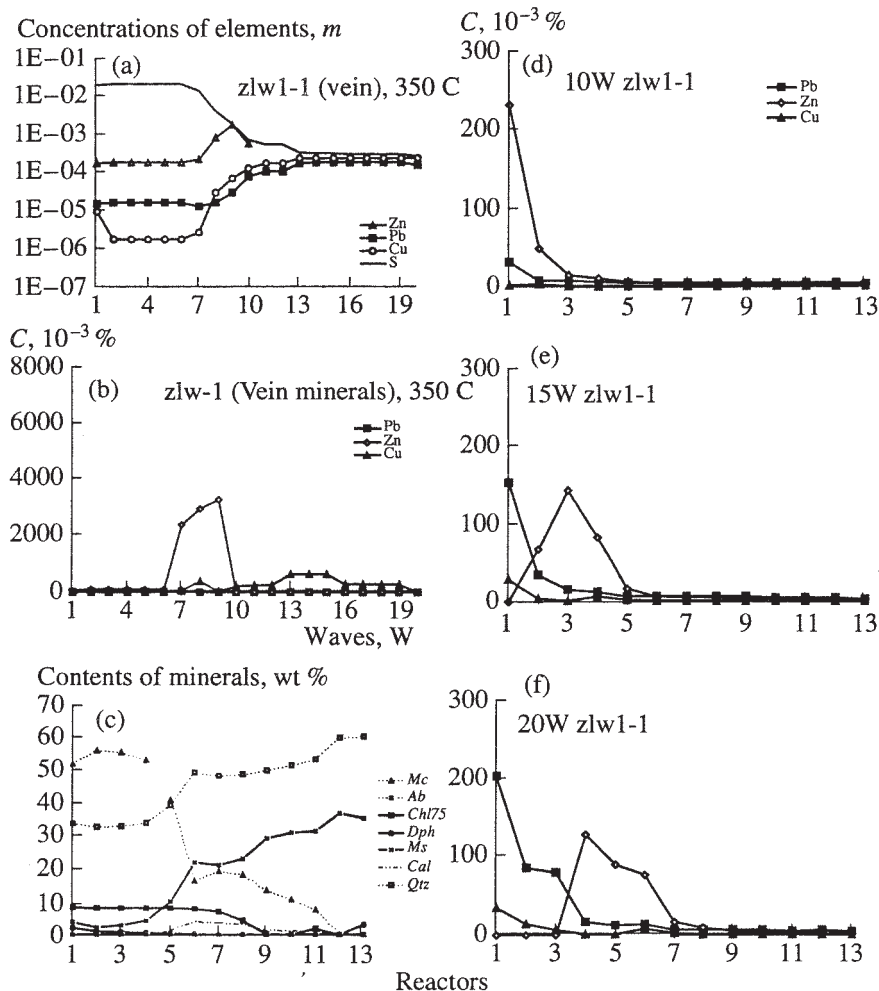 Concentrations of elements, m
1E−01
1E−02
1E−03
1E−04
1E−05
1E−06
1E−07
(a)
zlw1-1 (vein), 350 C
Zn
Pb
Cu
S
1 4 7 10 13 16 19
C, 10⁻³ %
8000
6000
4000
2000
0
(b)
zlw-1 (Vein minerals), 350 C
Pb
Zn
Cu
1 4 7 10 13 16 19
Waves, W
Contents of minerals, wt %
70
60
50
40
30
20
10
0
(c)
Mc
Ab
Chl75
Dph
Ms
Cal
Qtz
1 3 5 7 9 11 13
C, 10⁻³ %
300
200
100
0
(d)
10W zlw1-1
Pb
Zn
Cu
1 3 5 7 9 11 13
300
200
100
0
(e)
15W zlw1-1
1 3 5 7 9 11 13
300
200
100
0
(f)
20W zlw1-1
1 3 5 7 9 11 13
Reactors